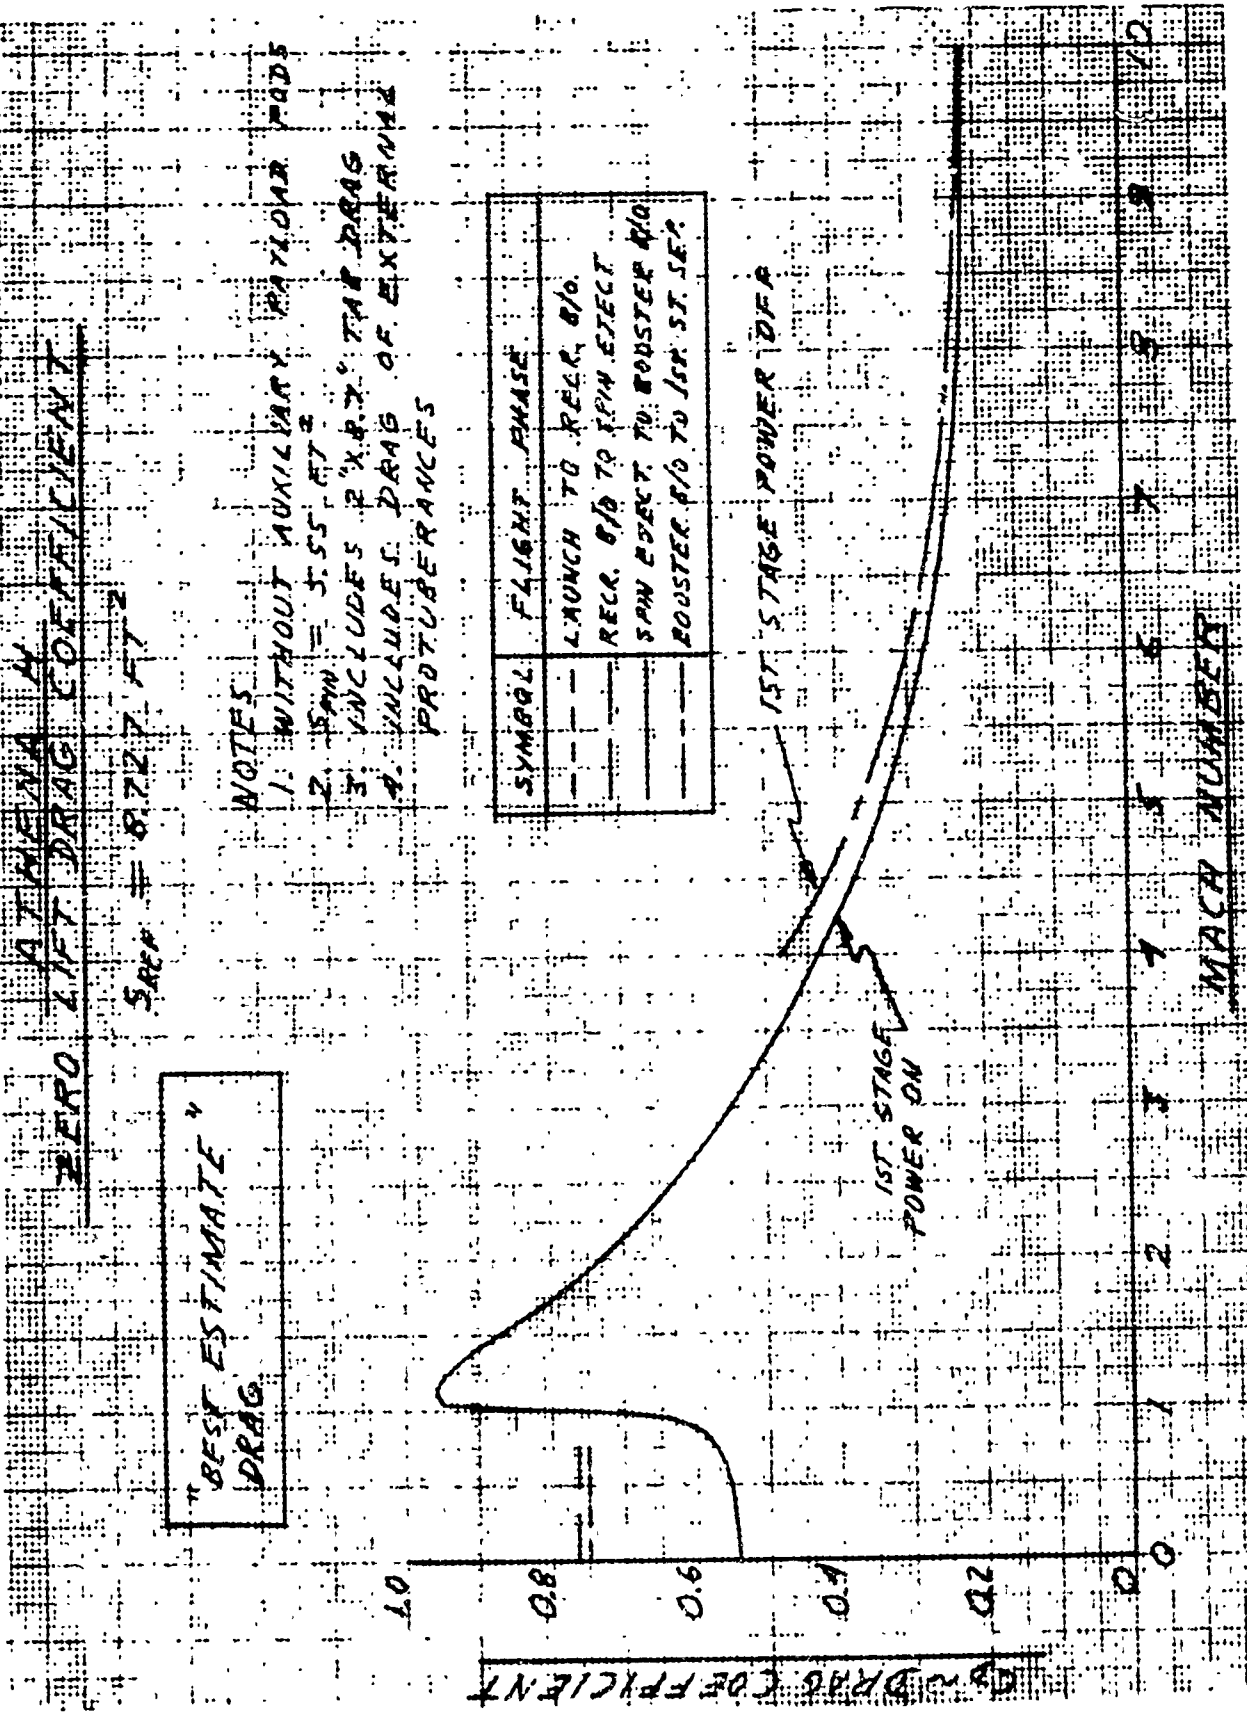 ATHENA H
ZERO LIFT DRAG COEFFICIENT
SREF = 8.727 FT²
"BEST ESTIMATE"
DRAG
NOTES
1. WITHOUT AUXILIARY PAYLOAD PODS
2. SPIN = 5.55 FT²
3. INCLUDES 2" X 8.7" TAB DRAG
4. INCLUDES DRAG OF EXTERNAL
PROTUBERANCES
SYMBOL FLIGHT PHASE
LAUNCH TO RECR. B/O
RECR. B/O TO SPIN EJECT
SPIN EJECT TO BOOSTER B/O
BOOSTER B/O TO 1ST. ST. SEP.
1ST STAGE POWER OFF
1ST STAGE
POWER ON
CD ~ DRAG COEFFICIENT
1.0
0.8
0.6
0.4
0.2
0
0 1 2 3 4 5 6 7 8 9 10
MACH NUMBER